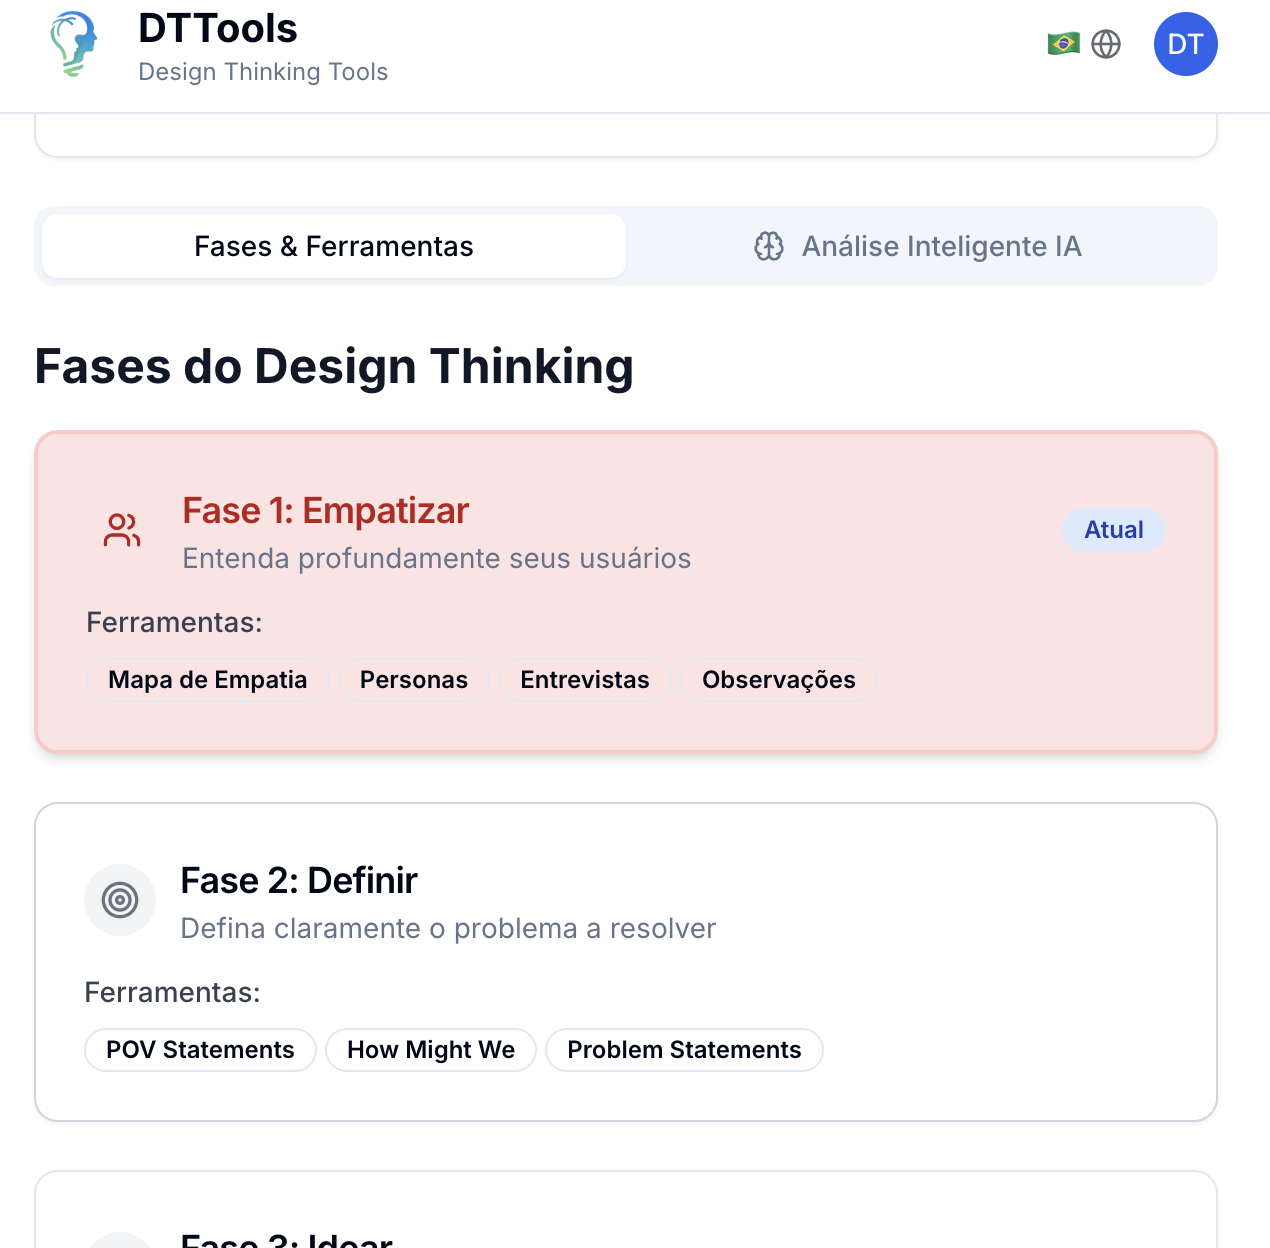 DTTools
Design Thinking Tools
DT
Fases & Ferramentas
Análise Inteligente IA
Fases do Design Thinking
Fase 1: Empatizar
Entenda profundamente seus usuários
Atual
Ferramentas:
Mapa de Empatia
Personas
Entrevistas
Observações
Fase 2: Definir
Defina claramente o problema a resolver
Ferramentas:
POV Statements
How Might We
Problem Statements
Fase 3: Idear